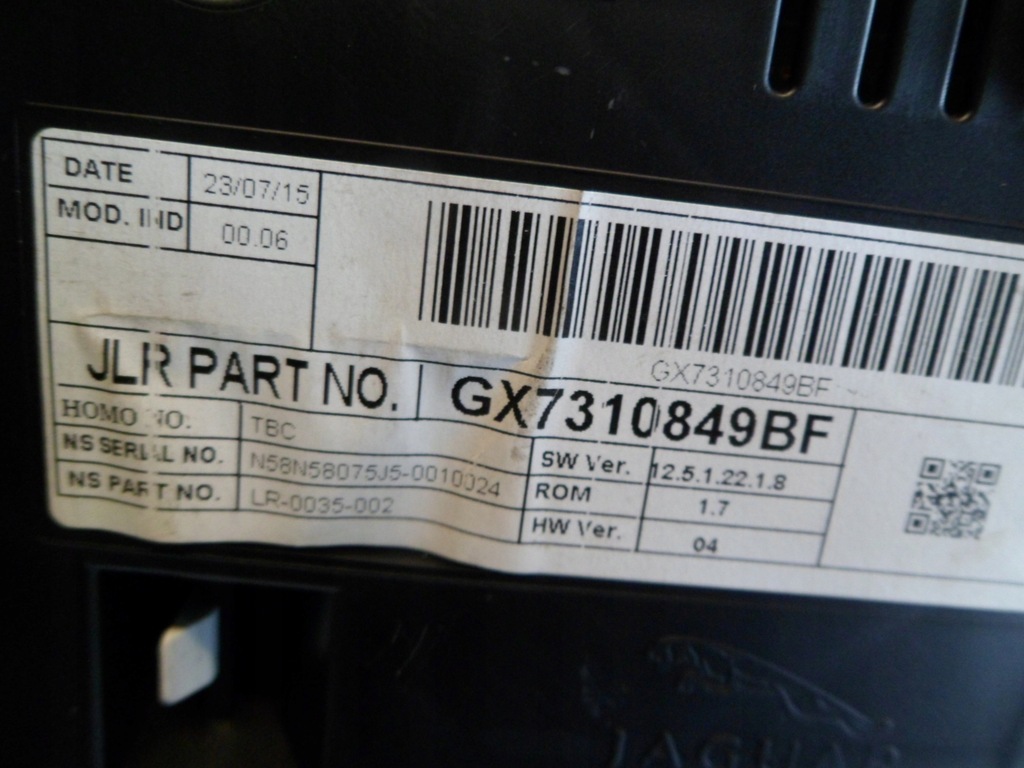 DATE 23/07/15
MOD. IND 00.06
GX7310849BF
JLR PART NO. GX7310849BF
HOMO NO. TBC
NS SERIAL NO. N58N58075J5-0010024
NS PART NO. LR-0035-002
SW Ver. 12.5.1.22.1.8
ROM 1.7
HW Ver. 04
JAGUAR